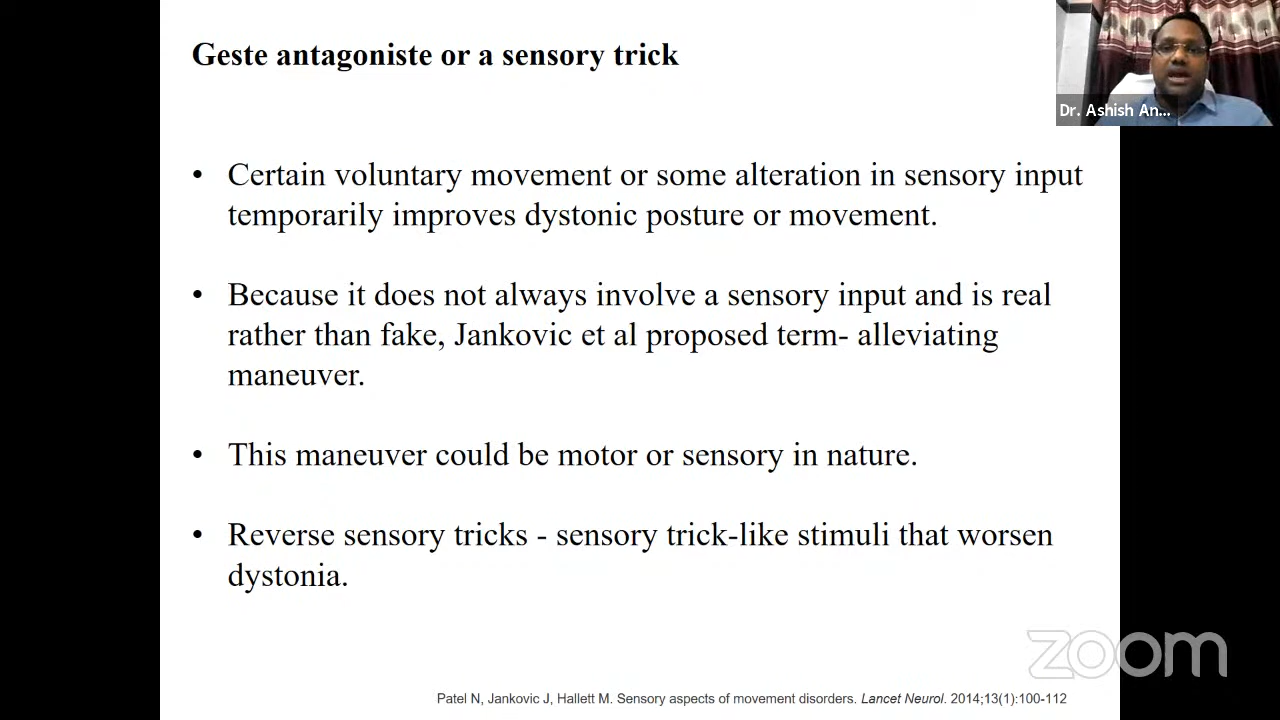 Geste antagoniste or a sensory trick
Dr. Ashish An...
• Certain voluntary movement or some alteration in sensory input
temporarily improves dystonic posture or movement.
• Because it does not always involve a sensory input and is real
rather than fake, Jankovic et al proposed term- alleviating
maneuver.
• This maneuver could be motor or sensory in nature.
• Reverse sensory tricks - sensory trick-like stimuli that worsen
dystonia.
zoom
Patel N, Jankovic J, Hallett M. Sensory aspects of movement disorders. Lancet Neurol. 2014;13(1):100-112